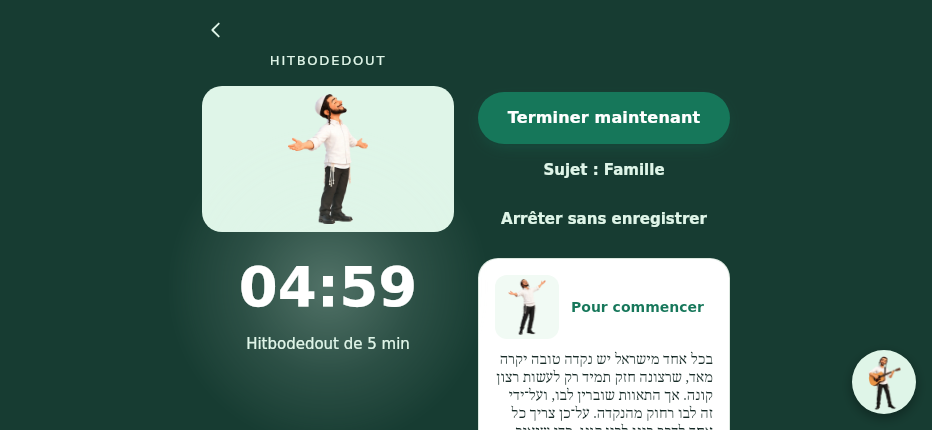 HITBODEDOUT
04:59
Hitbodedout de 5 min
Terminer maintenant
Sujet : Famille
Arrêter sans enregistrer
Pour commencer
בכל אחד מישראל יש נקדה טובה יקרה
מאד, שרצונה חזק תמיד רק לעשות רצון
קונה. אך התאוות שוברין לבו, ועל־ידי
זה לבו רחוק מהנקדה. על־כן צריך כל